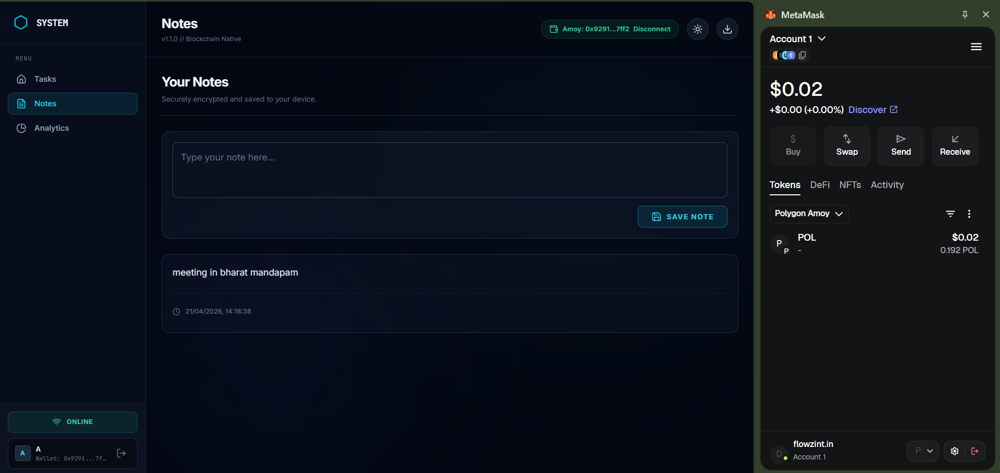 SYSTEM
MENU
Tasks
Notes
Analytics
ONLINE
A
A
Wallet: 0x9291...7f…
Notes
v1.1.0 // Blockchain Native
Amoy: 0x9291...7ff2 Disconnect
Your Notes
Securely encrypted and saved to your device.
Type your note here...
SAVE NOTE
meeting in bharat mandapam
21/04/2026, 14:18:38
MetaMask
Account 1
$0.02
+$0.00 (+0.00%) Discover
$
Buy
Swap
Send
Receive
Tokens DeFi NFTs Activity
Polygon Amoy
P
P
POL
-
$0.02
0.192 POL
D
flowzint.in
Account 1
P